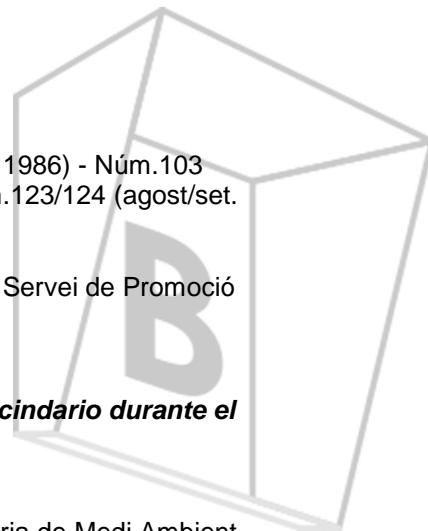 1986) - Núm.103
.123/124 (agost/set.
Servei de Promoció
B
cindario durante el
ria de Medi Ambient